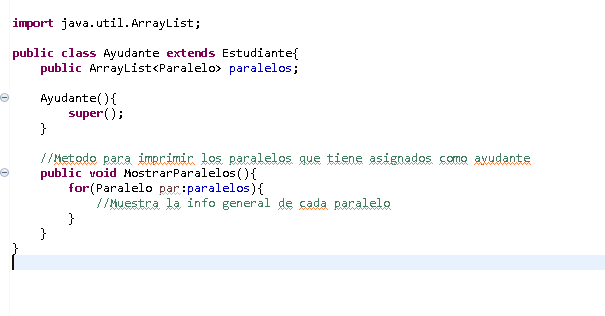 import java.util.ArrayList;
public class Ayudante extends Estudiante{
public ArrayList<Paralelo> paralelos;
Ayudante(){
super();
}
//Metodo para imprimir los paralelos que tiene asignados como ayudante
public void MostrarParalelos(){
for(Paralelo par:paralelos){
//Muestra la info general de cada paralelo
}
}
}